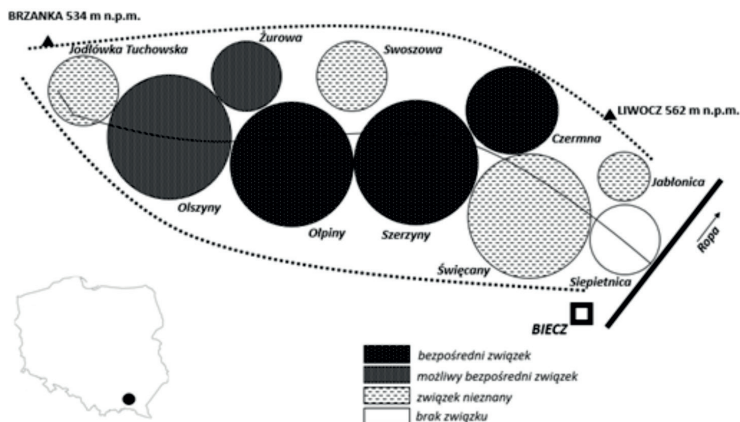 BRZANKA 534 m n.p.m.
Jodłówka Tuchowska
Żurowa
Swoszowa
LIWOCZ 562 m n.p.m.
Czermna
Jabłonica
Olszyny
Ołpiny
Szerzyny
Święcany
Siepietnica
Ropa
BIECZ
bezpośredni związek
możliwy bezpośredni związek
związek nieznany
brak związku